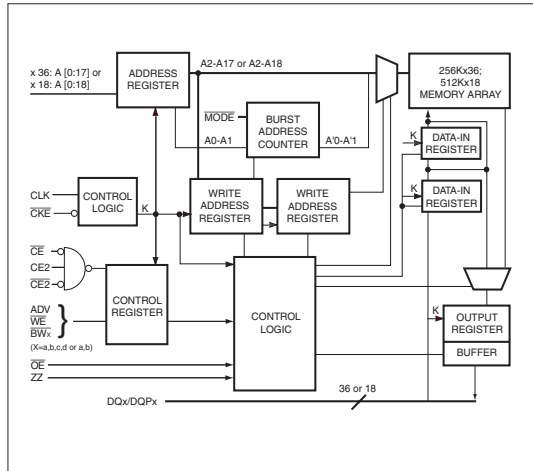 x 36: A [0:17] or
x 18: A [0:18]
ADDRESS
REGISTER
A2-A17 or A2-A18
256Kx36;
512Kx18
MEMORY ARRAY
MODE
BURST
ADDRESS
COUNTER
A0-A1
A'0-A'1
K
DATA-IN
REGISTER
K
DATA-IN
REGISTER
CLK
CKE
CONTROL
LOGIC
K
WRITE
ADDRESS
REGISTER
WRITE
ADDRESS
REGISTER
CE
CE2
CE2
CONTROL
REGISTER
CONTROL
LOGIC
ADV
WE
BWx
(X=a,b,c,d or a,b)
K
OUTPUT
REGISTER
BUFFER
OE
ZZ
DQx/DQPx
36 or 18